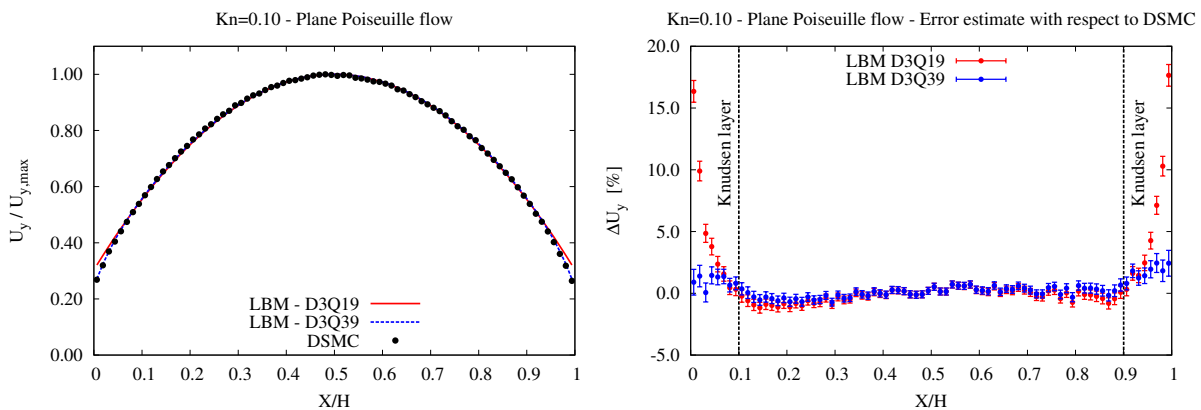 Kn=0.10 - Plane Poiseuille flow
U_y / U_y,max
1.00
0.80
0.60
0.40
0.20
0.00
LBM - D3Q19
LBM - D3Q39
DSMC
0 0.1 0.2 0.3 0.4 0.5 0.6 0.7 0.8 0.9 1
X/H
Kn=0.10 - Plane Poiseuille flow - Error estimate with respect to DSMC
ΔU_y [%]
20.0
15.0
10.0
5.0
0.0
-5.0
LBM D3Q19
LBM D3Q39
Knudsen layer
Knudsen layer
0 0.1 0.2 0.3 0.4 0.5 0.6 0.7 0.8 0.9 1
X/H